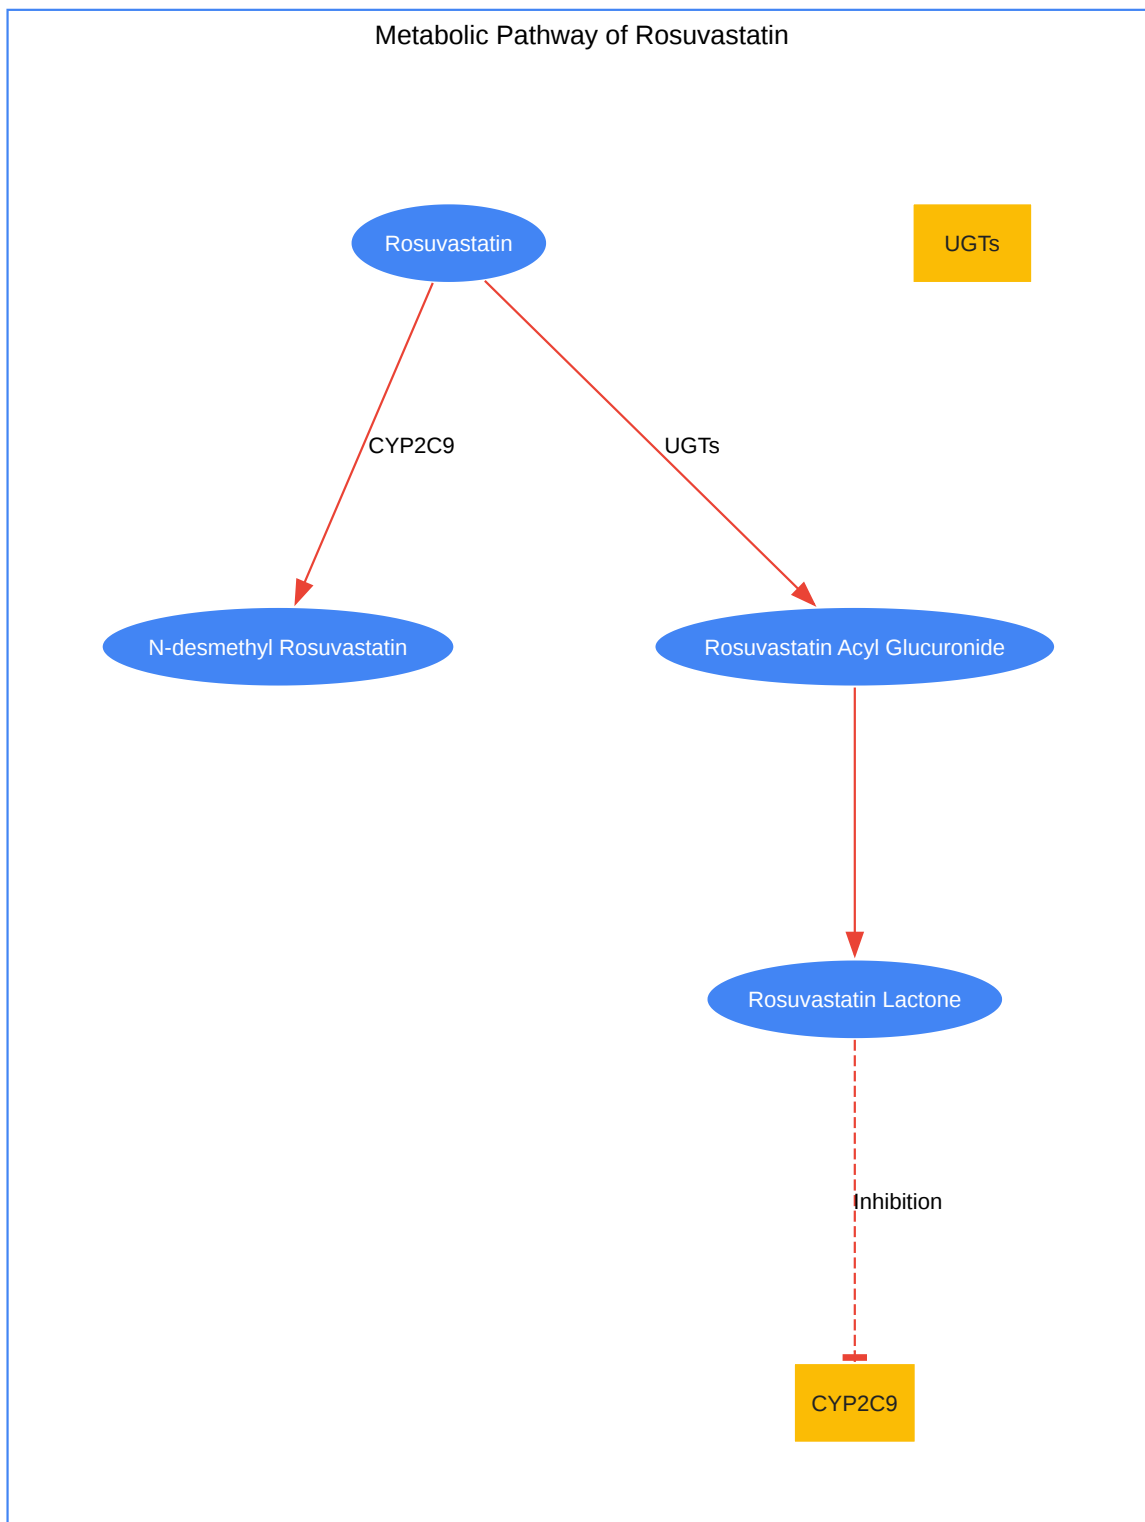 Metabolic Pathway of Rosuvastatin
Rosuvastatin
UGTs
CYP2C9
UGTs
N-desmethyl Rosuvastatin
Rosuvastatin Acyl Glucuronide
Rosuvastatin Lactone
Inhibition
CYP2C9